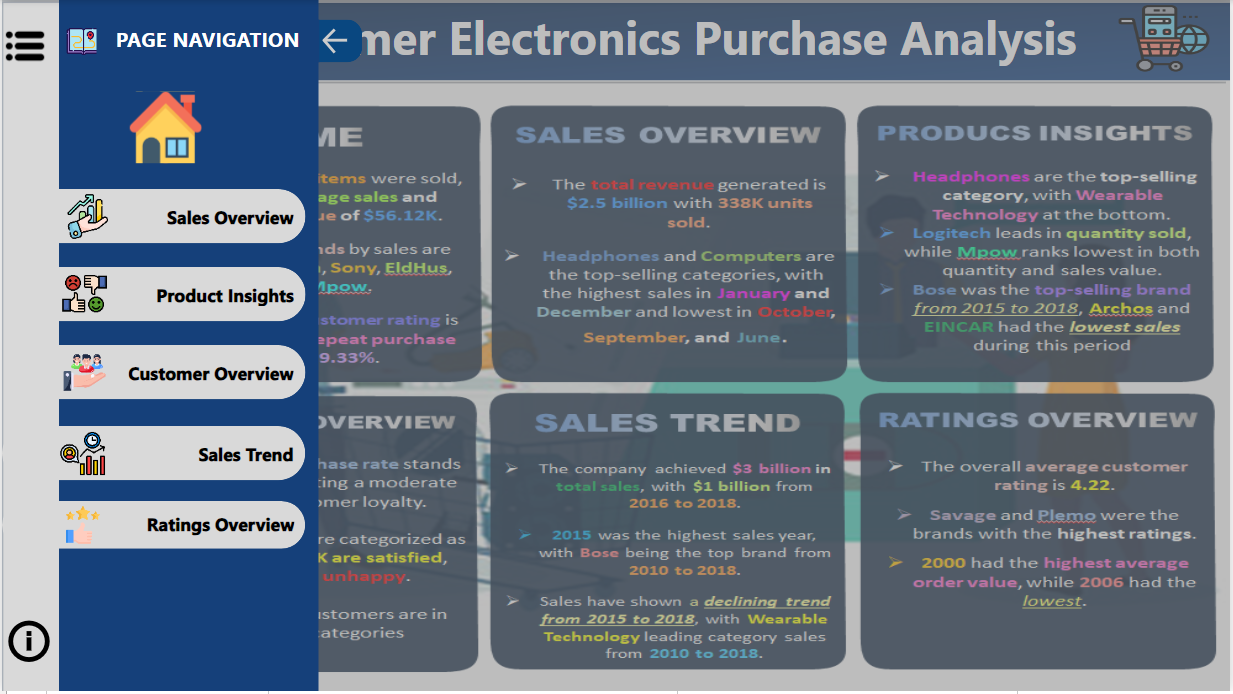 PAGE NAVIGATION
mer Electronics Purchase Analysis
Sales Overview
Product Insights
Customer Overview
Sales Trend
Ratings Overview
ME
items were sold,
age sales and
ue of $56.12K.
nds by sales are
, Sony, EldHus,
Mpow.
stomer rating is
epeat purchase
9.33%.
SALES OVERVIEW
➢ The total revenue generated is
$2.5 billion with 338K units
sold.
➢ Headphones and Computers are
the top-selling categories, with
the highest sales in January and
December and lowest in October,
September, and June.
PRODUCS INSIGHTS
➢ Headphones are the top-selling
category, with Wearable
Technology at the bottom.
➢ Logitech leads in quantity sold,
while Mpow ranks lowest in both
quantity and sales value.
➢ Bose was the top-selling brand
from 2015 to 2018, Archos and
EINCAR had the lowest sales
during this period
OVERVIEW
hase rate stands
ting a moderate
omer loyalty.
re categorized as
K are satisfied,
unhappy.
ustomers are in
ategories
SALES TREND
➢ The company achieved $3 billion in
total sales, with $1 billion from
2016 to 2018.
➢ 2015 was the highest sales year,
with Bose being the top brand from
2010 to 2018.
➢ Sales have shown a declining trend
from 2015 to 2018, with Wearable
Technology leading category sales
from 2010 to 2018.
RATINGS OVERVIEW
➢ The overall average customer
rating is 4.22.
➢ Savage and Plemo were the
brands with the highest ratings.
➢ 2000 had the highest average
order value, while 2006 had the
lowest.